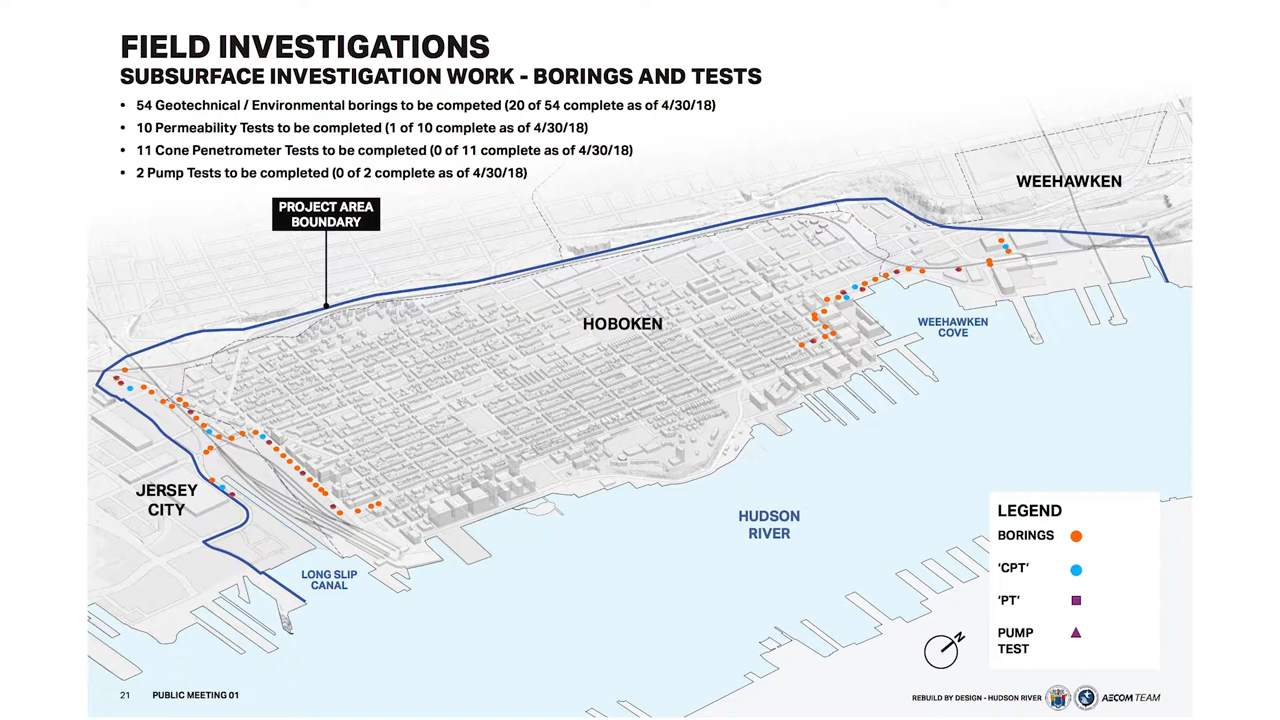 FIELD INVESTIGATIONS
SUBSURFACE INVESTIGATION WORK - BORINGS AND TESTS
• 54 Geotechnical / Environmental borings to be competed (20 of 54 complete as of 4/30/18)
• 10 Permeability Tests to be completed (1 of 10 complete as of 4/30/18)
• 11 Cone Penetrometer Tests to be completed (0 of 11 complete as of 4/30/18)
• 2 Pump Tests to be completed (0 of 2 complete as of 4/30/18)
WEEHAWKEN
PROJECT AREA
BOUNDARY
HOBOKEN
WEEHAWKEN
COVE
JERSEY
CITY
HUDSON
RIVER
LONG SLIP
CANAL
LEGEND
BORINGS
'CPT'
'PT'
PUMP
TEST
N
21 PUBLIC MEETING 01
REBUILD BY DESIGN - HUDSON RIVER AECOM TEAM